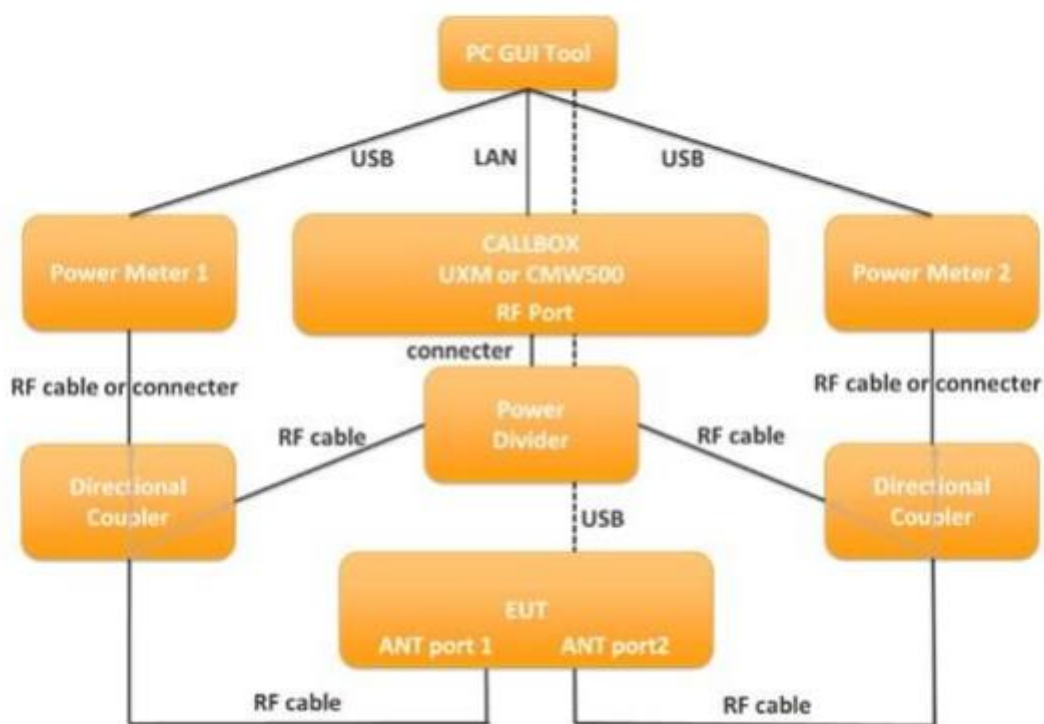 PC GUI Tool
USB
LAN
USB
Power Meter 1
CALLBOX
UXM or CMW500
RF Port
Power Meter 2
connecter
RF cable or connecter
RF cable or connecter
Power
Divider
RF cable
RF cable
Directional
Coupler
Directional
Coupler
USB
EUT
ANT port 1
ANT port2
RF cable
RF cable